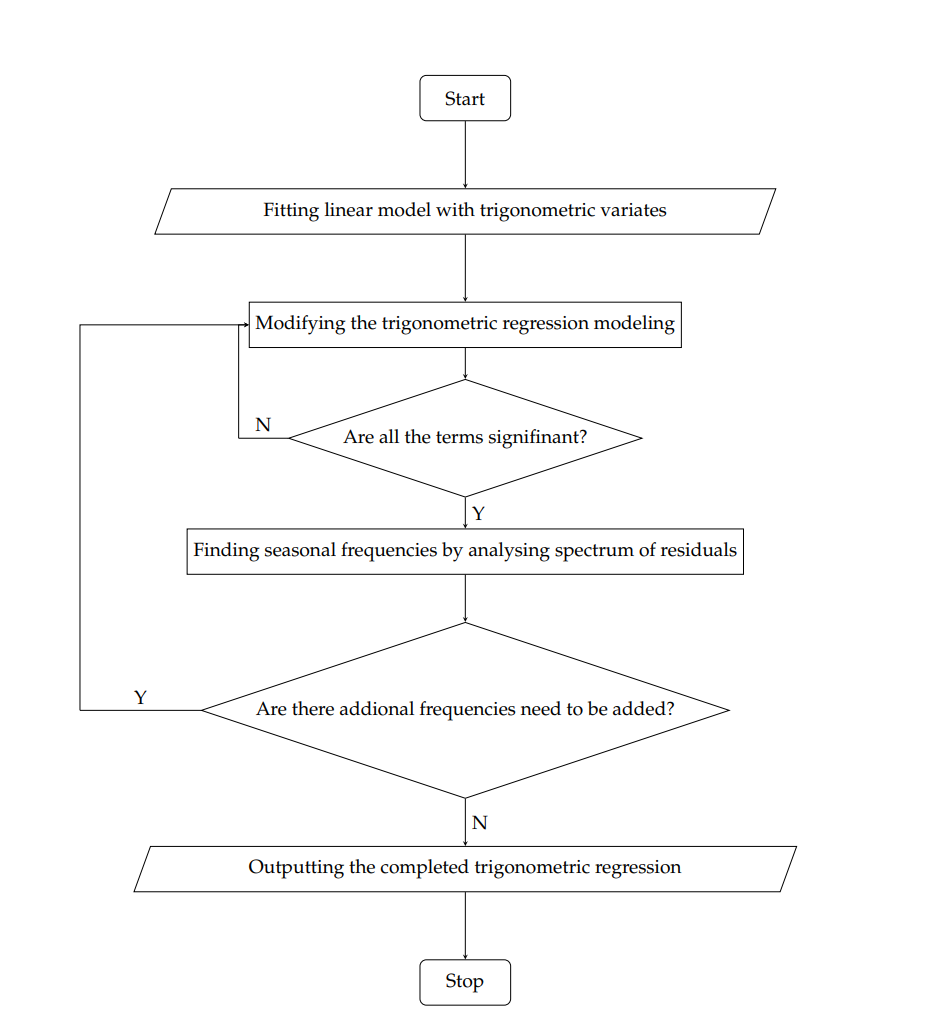 Start
Fitting linear model with trigonometric variates
Modifying the trigonometric regression modeling
N
Are all the terms signifinant?
Y
Finding seasonal frequencies by analysing spectrum of residuals
Y
Are there addional frequencies need to be added?
N
Outputting the completed trigonometric regression
Stop